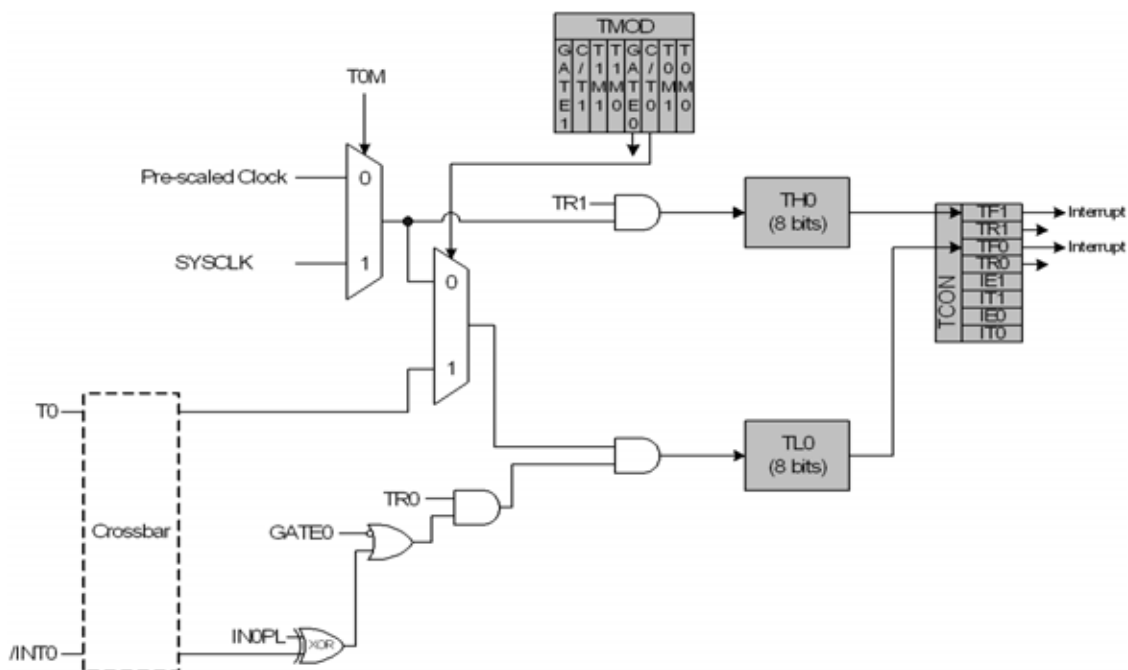 TMOD
GATE1
C/T1
T1M1
T1M0
GATE0
C/T0
T0M1
T0M0
T0M
Pre-scaled Clock
0
SYSCLK
1
TR1
TH0
(8 bits)
TCON
TF1
TR1
TF0
TR0
IE1
IT1
IE0
IT0
Interrupt
Interrupt
0
1
T0
Crossbar
TL0
(8 bits)
TR0
GATE0
IN0PL
XOR
/INT0